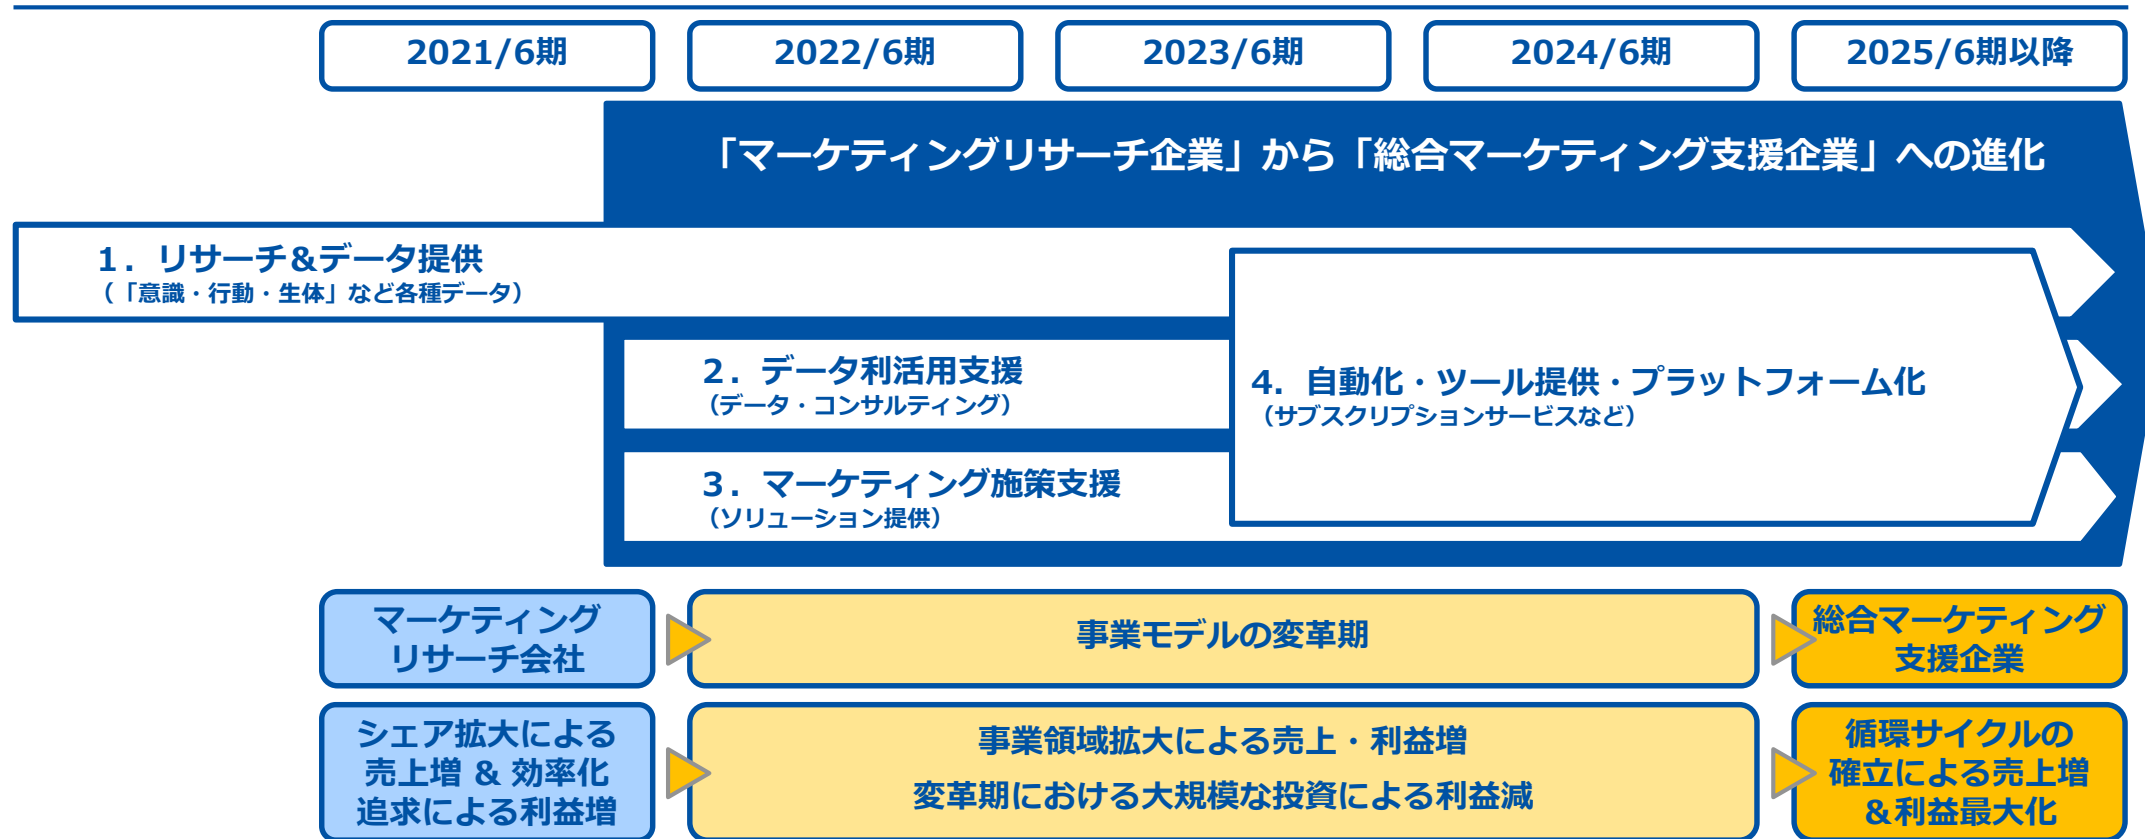 2021/6期
2022/6期
2023/6期
2024/6期
2025/6期以降
「マーケティングリサーチ企業」から「総合マーケティング支援企業」への進化
1．リサーチ&データ提供
（「意識・行動・生体」など各種データ）
2．データ利活用支援
（データ・コンサルティング）
3．マーケティング施策支援
（ソリューション提供）
4. 自動化・ツール提供・プラットフォーム化
（サブスクリプションサービスなど）
マーケティング
リサーチ会社
事業モデルの変革期
総合マーケティング
支援企業
シェア拡大による
売上増 & 効率化
追求による利益増
事業領域拡大による売上・利益増
変革期における大規模な投資による利益減
循環サイクルの
確立による売上増
&利益最大化